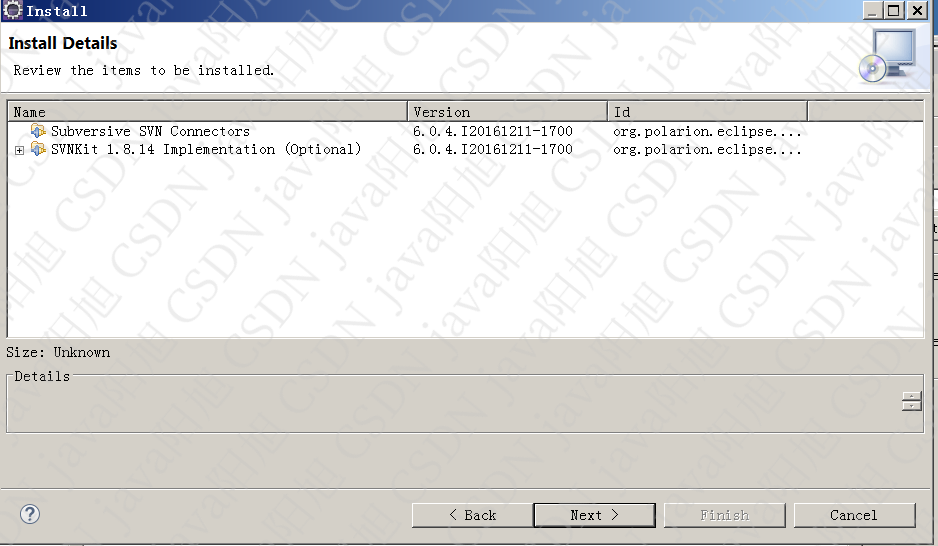 Install
Install Details
Review the items to be installed.
Name Version Id
Subversive SVN Connectors 6.0.4.I20161211-1700 org.polarion.eclipse....
SVNKit 1.8.14 Implementation (Optional) 6.0.4.I20161211-1700 org.polarion.eclipse....
Size: Unknown
Details
< Back Next > Finish Cancel
CSDN java阳旭